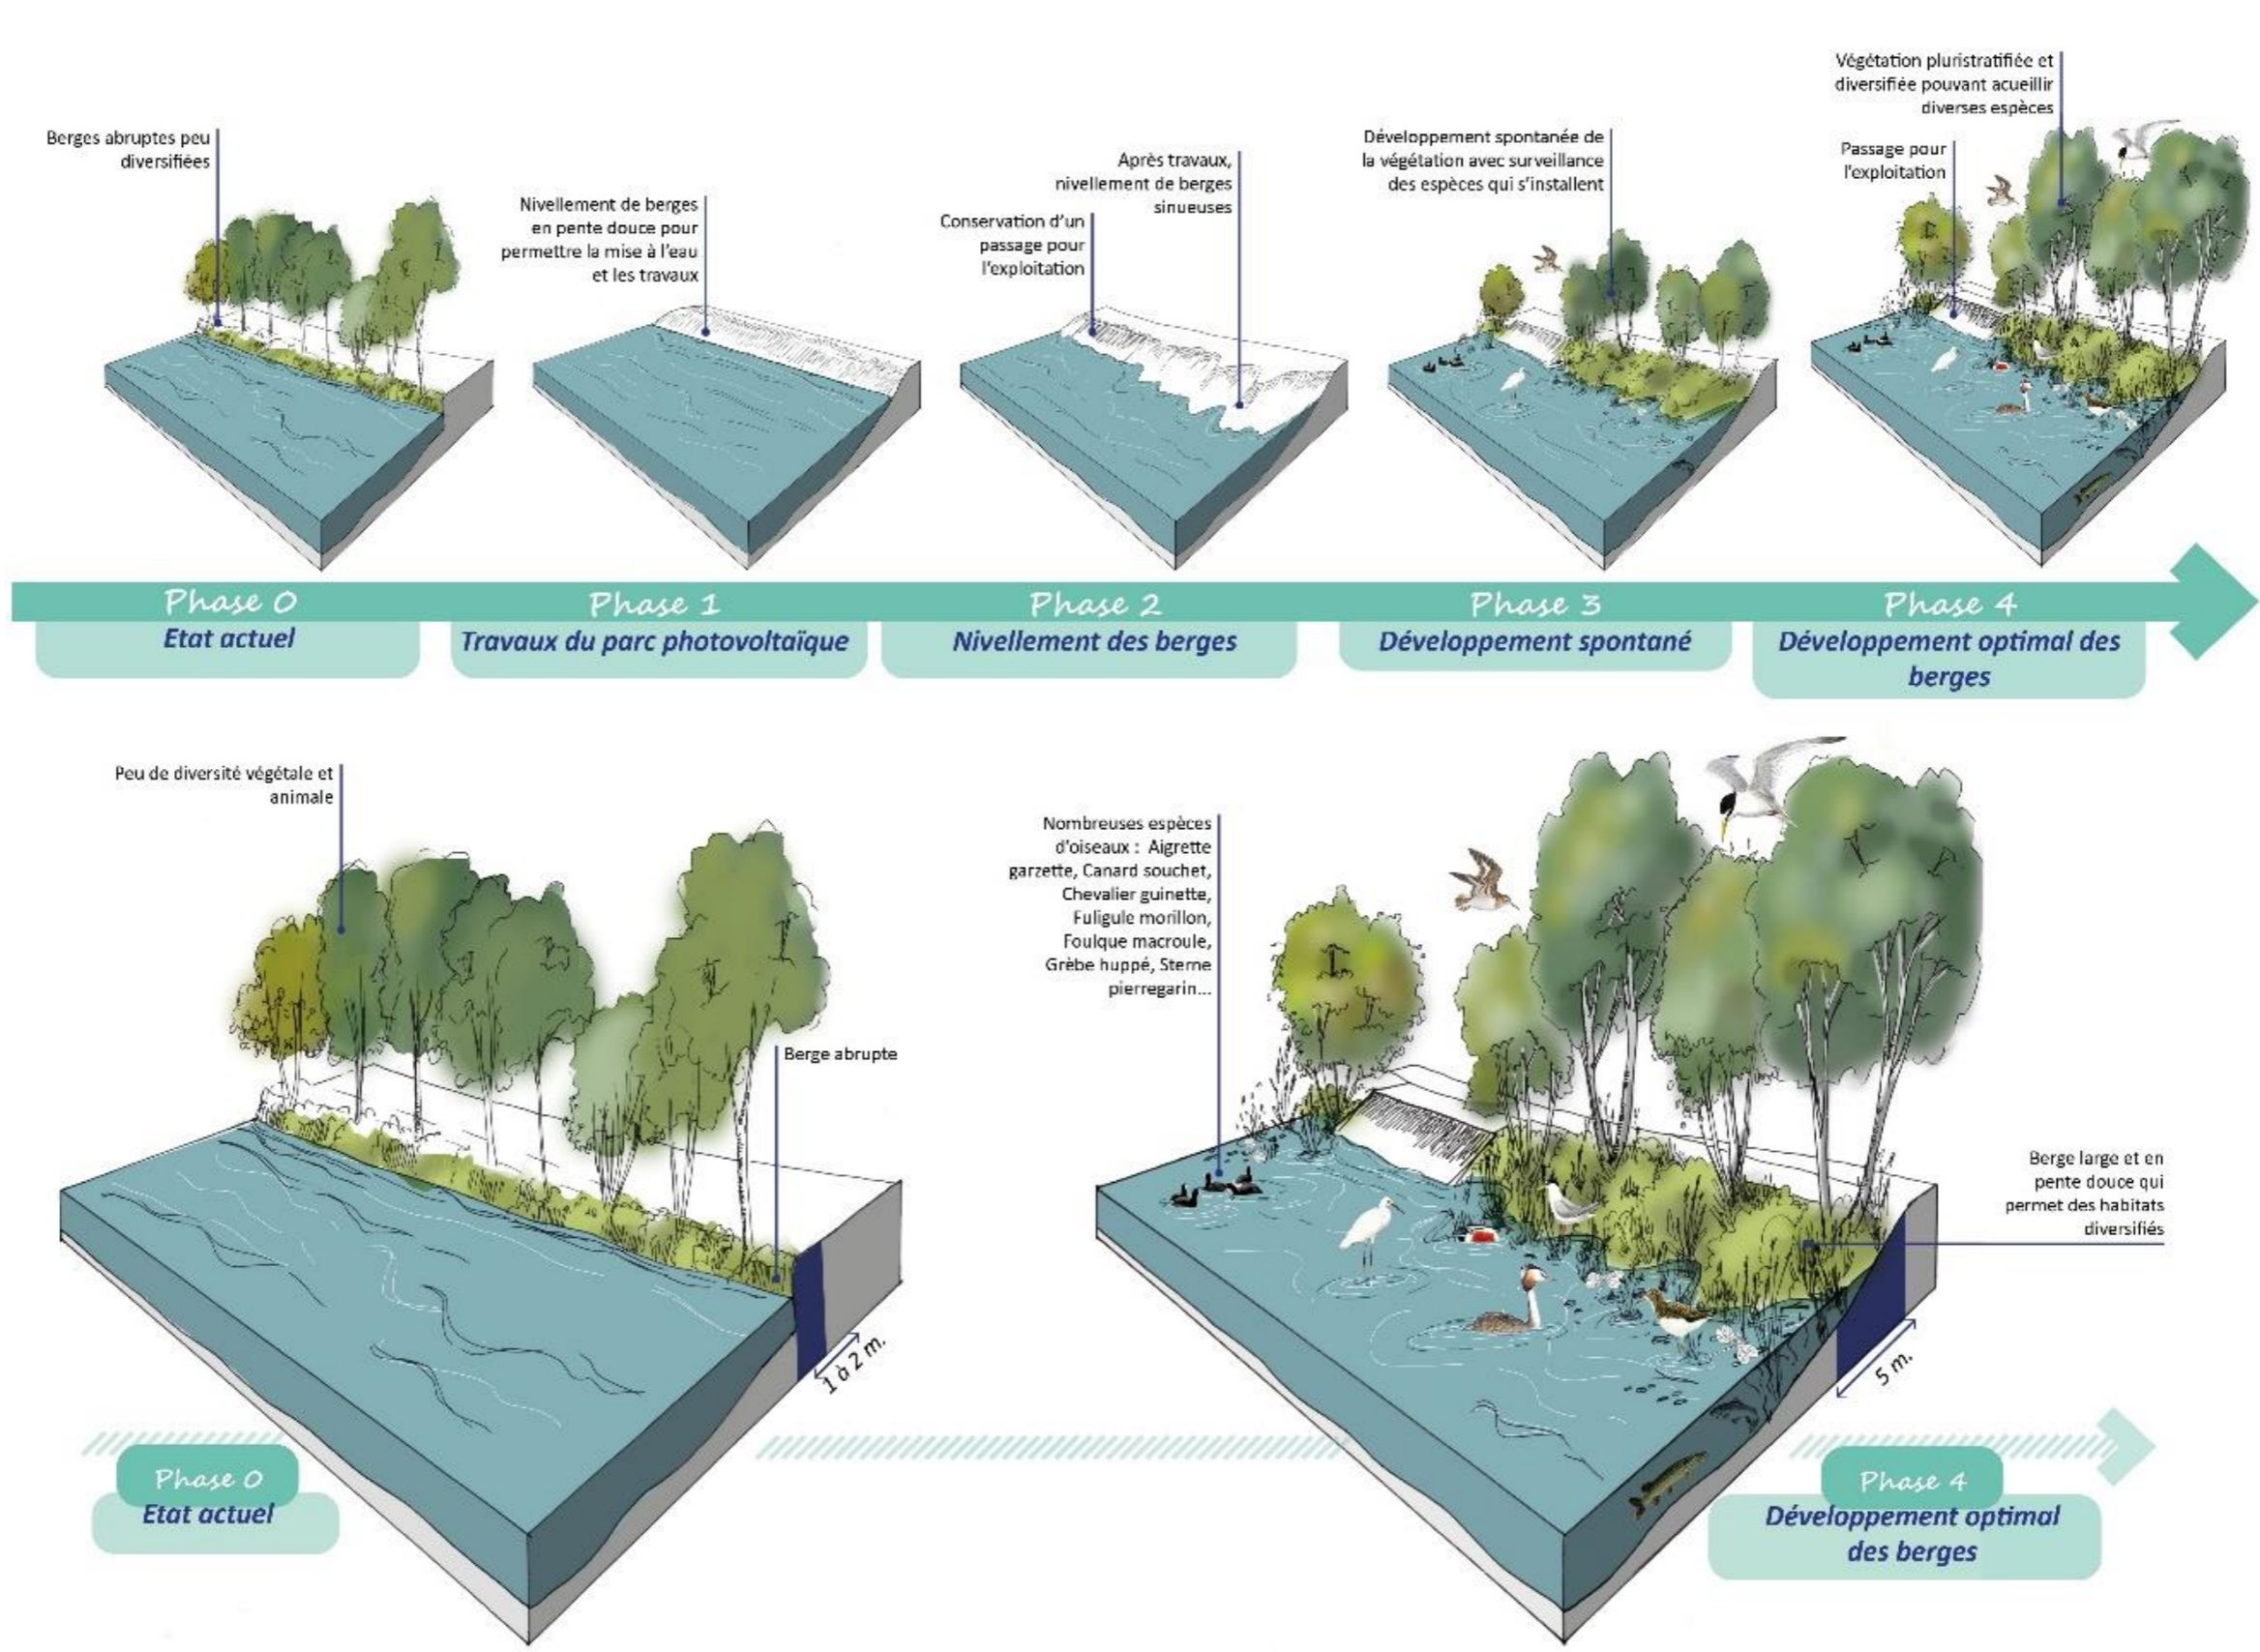 Berges abruptes peu
diversifiées
Nivellement de berges
en pente douce pour
permettre la mise à l'eau
et les travaux
Conservation d'un
passage pour
l'exploitation
Après travaux,
nivellement de berges
sinueuses
Développement spontanée de
la végétation avec surveillance
des espèces qui s'installent
Passage pour
l'exploitation
Végétation pluristratifiée et
diversifiée pouvant acueillir
diverses espèces
Phase 0
Etat actuel
Phase 1
Travaux du parc photovoltaïque
Phase 2
Nivellement des berges
Phase 3
Développement spontané
Phase 4
Développement optimal des
berges
Peu de diversité végétale et
animale
Berge abrupte
1 à 2 m.
Phase 0
Etat actuel
Nombreuses espèces
d'oiseaux : Aigrette
garzette, Canard souchet,
Chevalier guinette,
Fuligule morillon,
Foulque macroule,
Grèbe huppé, Sterne
pierregarin...
Berge large et en
pente douce qui
permet des habitats
diversifiés
5 m.
Phase 4
Développement optimal
des berges